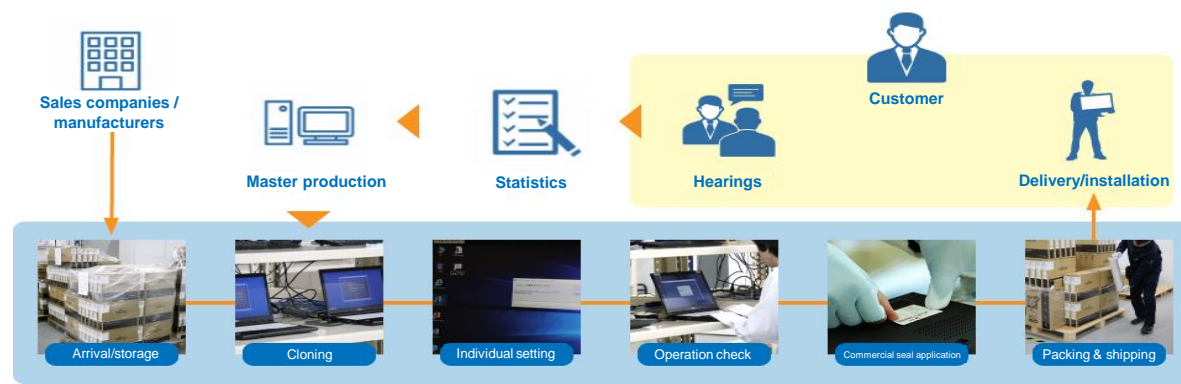 Sales companies /
manufacturers
Customer
Master production
Statistics
Hearings
Delivery/installation
Arrival/storage
Cloning
Individual setting
Operation check
Commercial seal application
Packing & shipping